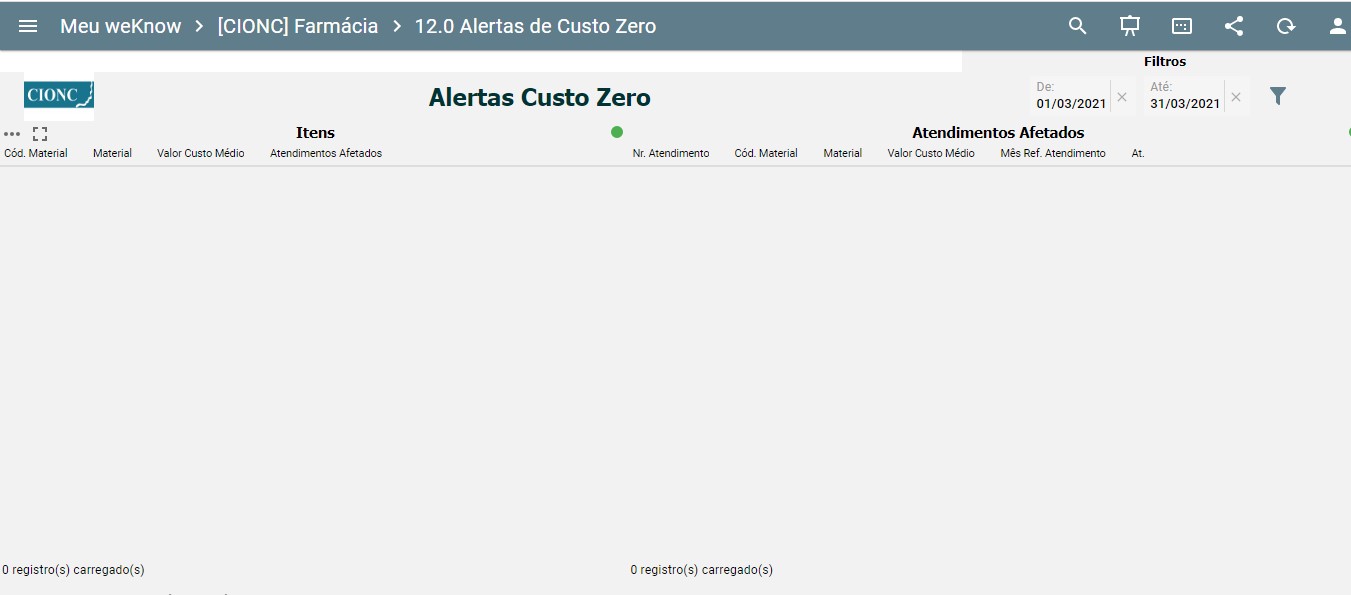 Meu weKnow > [CIONC] Farmácia > 12.0 Alertas de Custo Zero
Filtros
CIONC
Alertas Custo Zero
De: Até:
01/03/2021 × 31/03/2021 ×
Itens Atendimentos Afetados
Cód. Material Material Valor Custo Médio Atendimentos Afetados Nr. Atendimento Cód. Material Material Valor Custo Médio Mês Ref. Atendimento At.
0 registro(s) carregado(s) 0 registro(s) carregado(s)